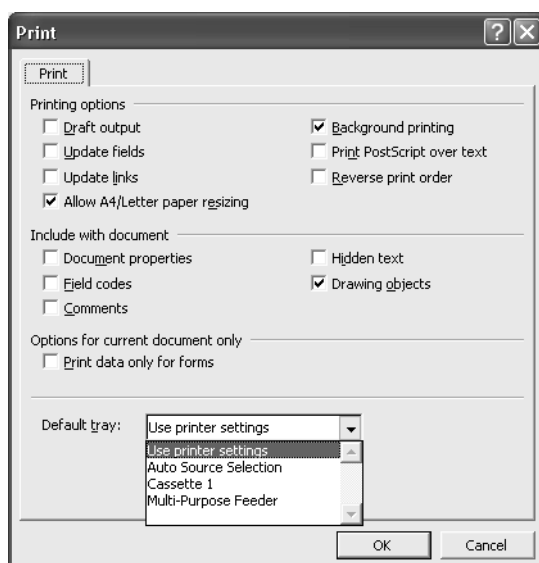 Print
Print
Printing options
Draft output
Background printing
Update fields
Print PostScript over text
Update links
Reverse print order
Allow A4/Letter paper resizing
Include with document
Document properties
Hidden text
Field codes
Drawing objects
Comments
Options for current document only
Print data only for forms
Default tray: Use printer settings
Use printer settings
Auto Source Selection
Cassette 1
Multi-Purpose Feeder
OK Cancel